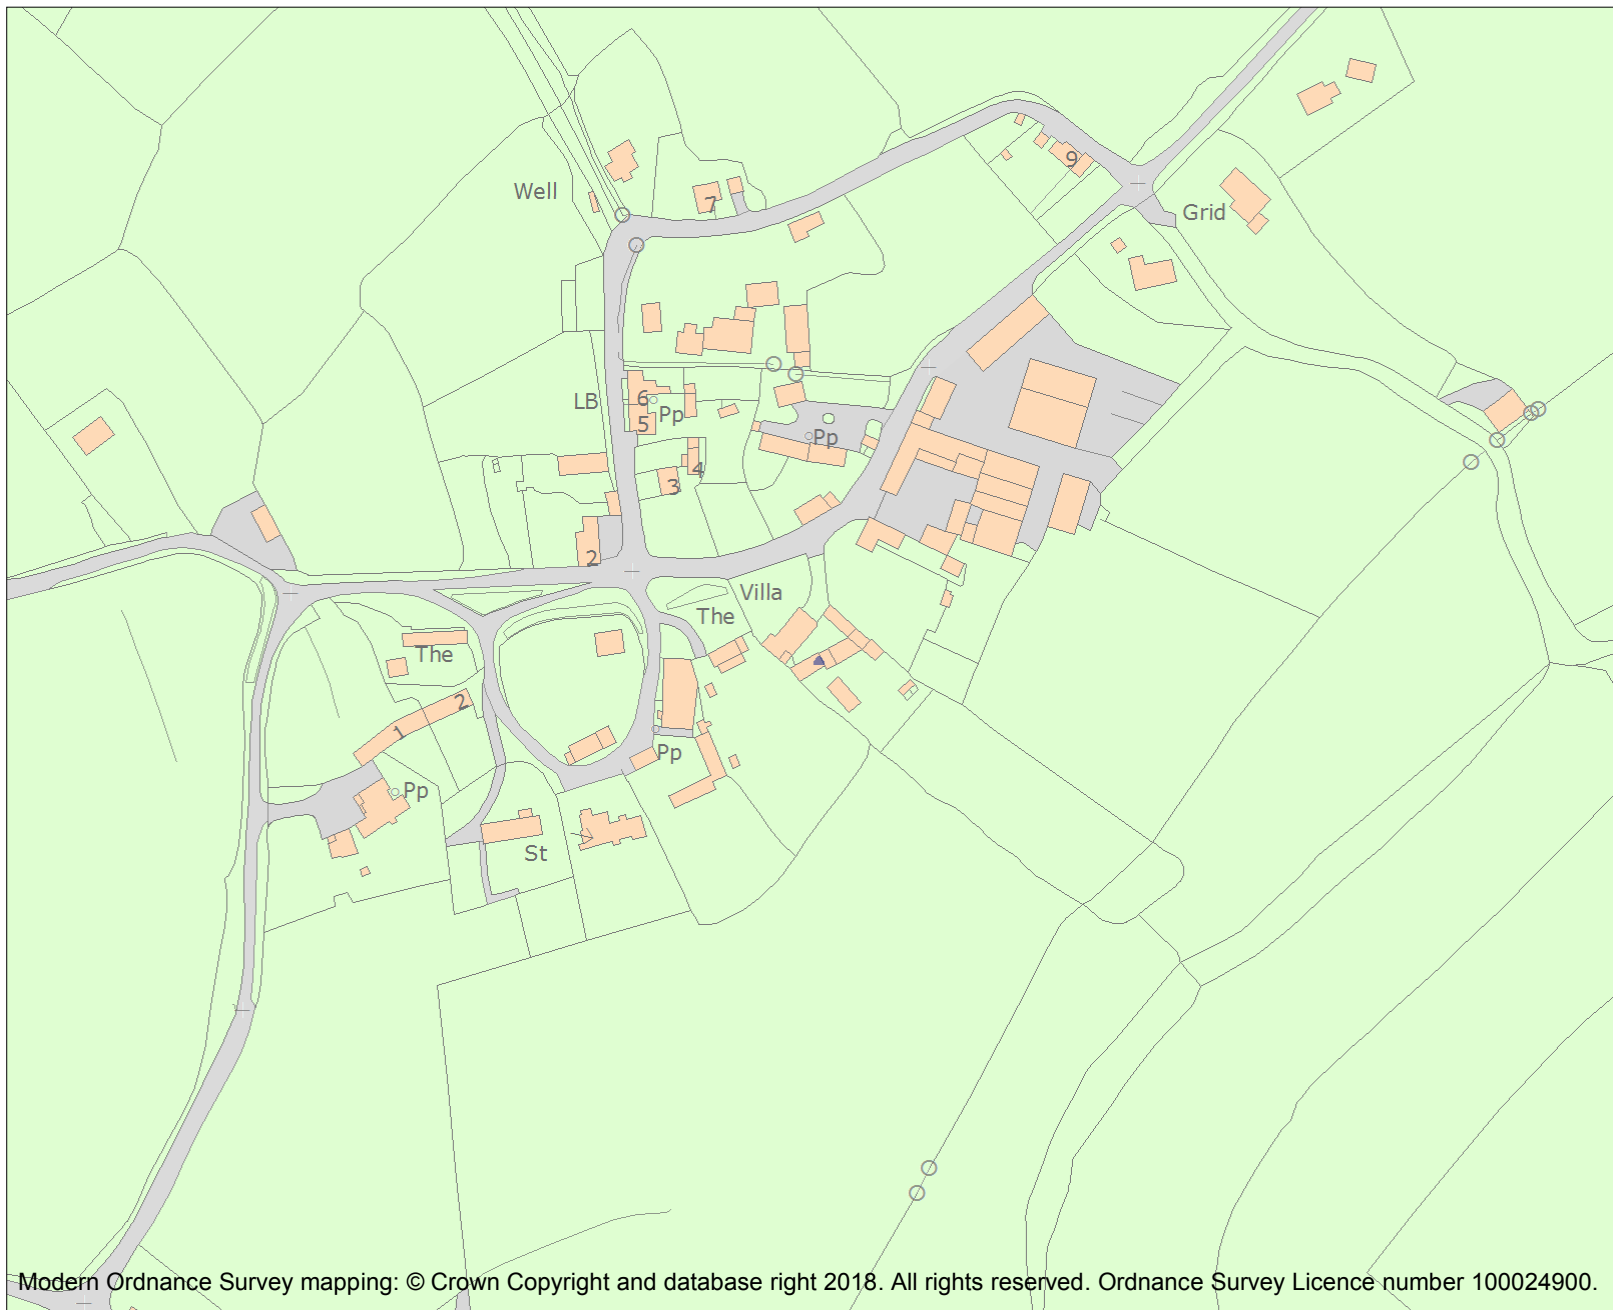 9
Well
7
Grid
LB
6
Pp
5
Pp
4
3
2
Villa
The
The
2
1
Pp
Pp
St
Modern Ordnance Survey mapping: © Crown Copyright and database right 2018. All rights reserved. Ordnance Survey Licence number 100024900.